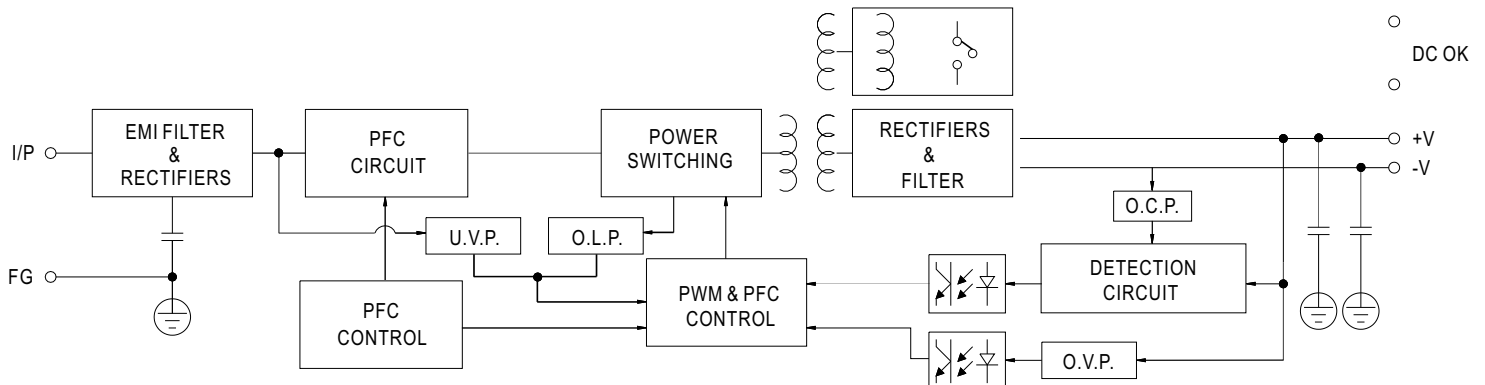 DC OK
I/P
EMI FILTER
&
RECTIFIERS
PFC
CIRCUIT
POWER
SWITCHING
RECTIFIERS
&
FILTER
+V
-V
O.C.P.
U.V.P.
O.L.P.
FG
PFC
CONTROL
PWM & PFC
CONTROL
DETECTION
CIRCUIT
O.V.P.